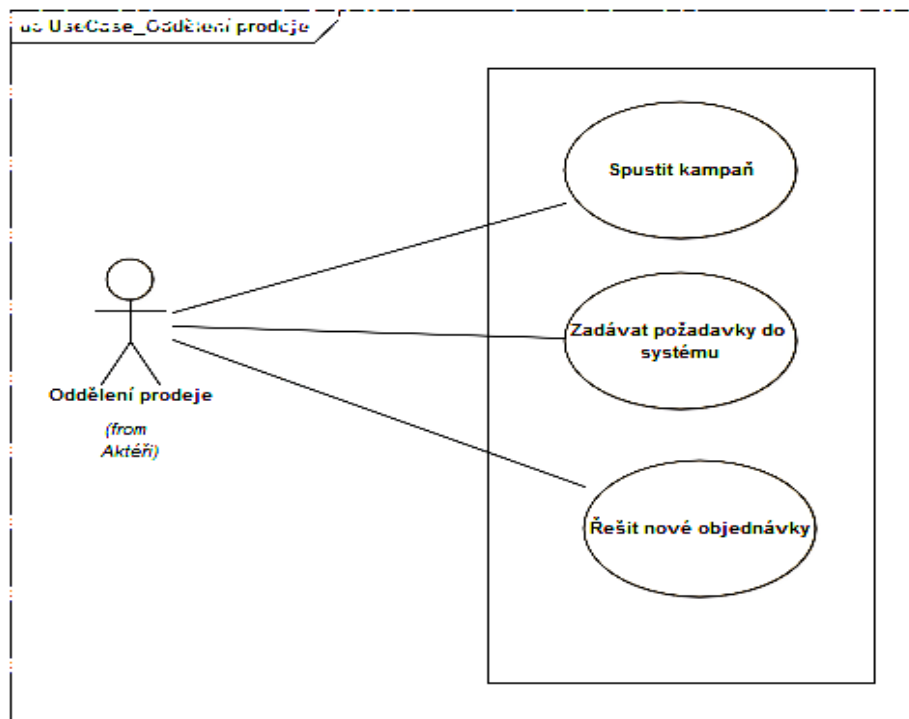 uc UseCase_Oddělení prodeje
Spustit kampaň
Zadávat požadavky do
systému
Oddělení prodeje
(from
Aktéři)
Řešit nové objednávky